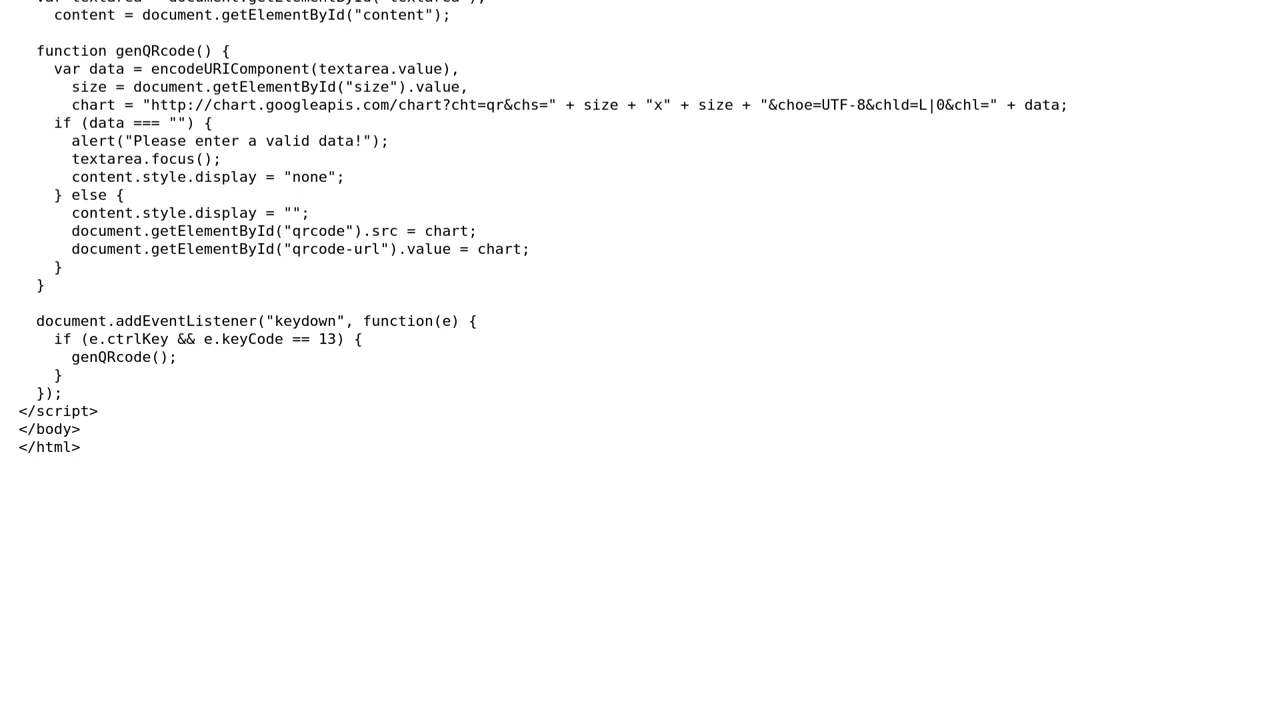 content = document.getElementById("content");
function genQRcode() {
var data = encodeURIComponent(textarea.value),
size = document.getElementById("size").value,
chart = "http://chart.googleapis.com/chart?cht=qr&chs=" + size + "x" + size + "&choe=UTF-8&chld=L|0&chl=" + data;
if (data === "") {
alert("Please enter a valid data!");
textarea.focus();
content.style.display = "none";
} else {
content.style.display = "";
document.getElementById("qrcode").src = chart;
document.getElementById("qrcode-url").value = chart;
}
}
document.addEventListener("keydown", function(e) {
if (e.ctrlKey && e.keyCode == 13) {
genQRcode();
}
});
</script>
</body>
</html>